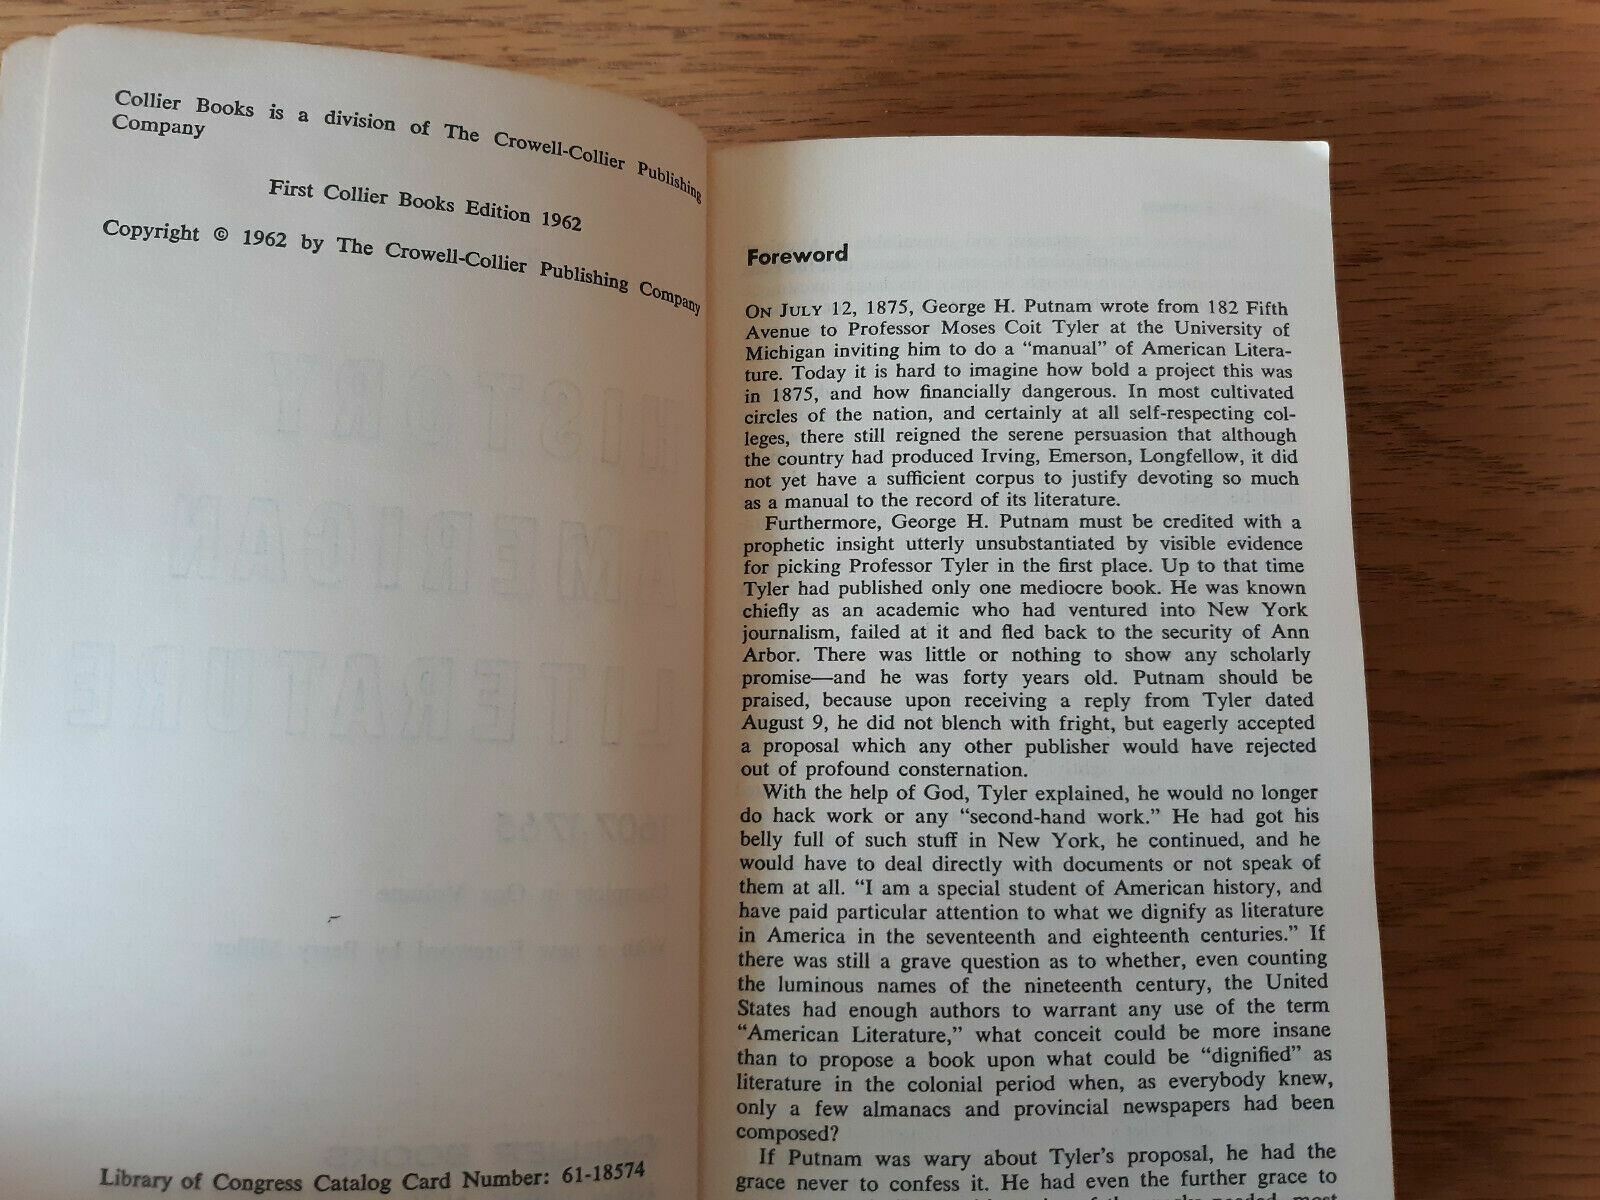 Collier Books is a division of The Crowell-Collier Publishing
Company
First Collier Books Edition 1962
Copyright © 1962 by The Crowell-Collier Publishing Company
Library of Congress Catalog Card Number: 61-18574
Foreword
ON JULY 12, 1875, George H. Putnam wrote from 182 Fifth
Avenue to Professor Moses Coit Tyler at the University of
Michigan inviting him to do a “manual” of American Litera-
ture. Today it is hard to imagine how bold a project this was
in 1875, and how financially dangerous. In most cultivated
circles of the nation, and certainly at all self-respecting col-
leges, there still reigned the serene persuasion that although
the country had produced Irving, Emerson, Longfellow, it did
not yet have a sufficient corpus to justify devoting so much
as a manual to the record of its literature.
Furthermore, George H. Putnam must be credited with a
prophetic insight utterly unsubstantiated by visible evidence
for picking Professor Tyler in the first place. Up to that time
Tyler had published only one mediocre book. He was known
chiefly as an academic who had ventured into New York
journalism, failed at it and fled back to the security of Ann
Arbor. There was little or nothing to show any scholarly
promise—and he was forty years old. Putnam should be
praised, because upon receiving a reply from Tyler dated
August 9, he did not blench with fright, but eagerly accepted
a proposal which any other publisher would have rejected
out of profound consternation.
With the help of God, Tyler explained, he would no longer
do hack work or any “second-hand work.” He had got his
belly full of such stuff in New York, he continued, and he
would have to deal directly with documents or not speak of
them at all. “I am a special student of American history, and
have paid particular attention to what we dignify as literature
in America in the seventeenth and eighteenth centuries.” If
there was still a grave question as to whether, even counting
the luminous names of the nineteenth century, the United
States had enough authors to warrant any use of the term
“American Literature,” what conceit could be more insane
than to propose a book upon what could be “dignified” as
literature in the colonial period when, as everybody knew,
only a few almanacs and provincial newspapers had been
composed?
If Putnam was wary about Tyler's proposal, he had the
grace never to confess it. He had even the further grace to